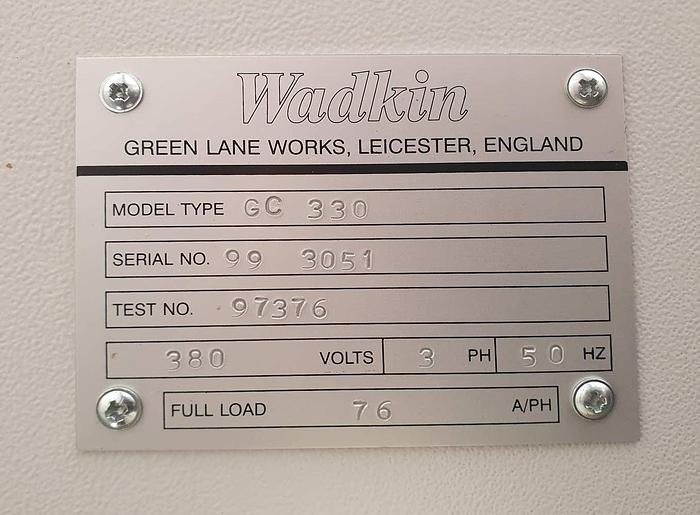 Wadkin
GREEN LANE WORKS, LEICESTER, ENGLAND
MODEL TYPE GC 330
SERIAL NO. 99 3051
TEST NO. 97376
380 VOLTS 3 PH 50 HZ
FULL LOAD 76 A/PH